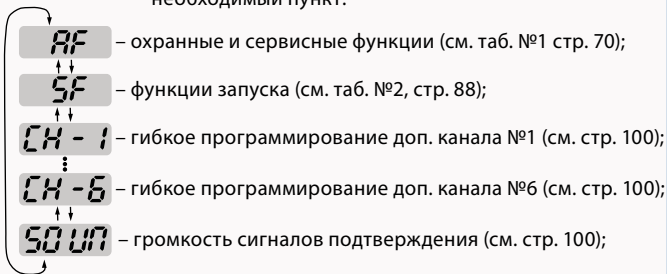 необходимый пункт:
AF – охранные и сервисные функции (см. таб. №1 стр. 70);
SF – функции запуска (см. таб. №2, стр. 88);
CH - 1 – гибкое программирование доп. канала №1 (см. стр. 100);
CH - 6 – гибкое программирование доп. канала №6 (см. стр. 100);
SOUN – громкость сигналов подтверждения (см. стр. 100);